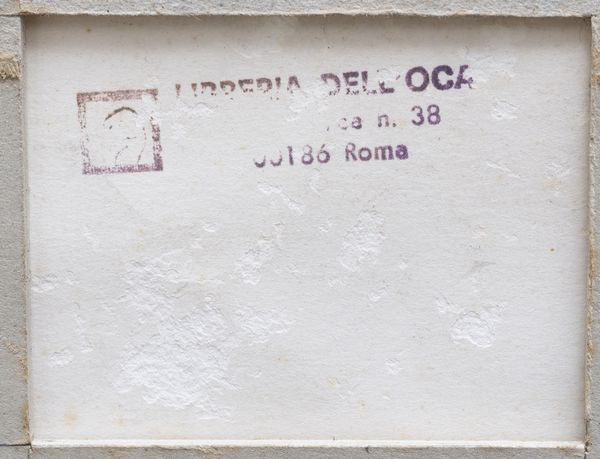 LIBRERIA DELL'OCA
n. 38
00186 Roma